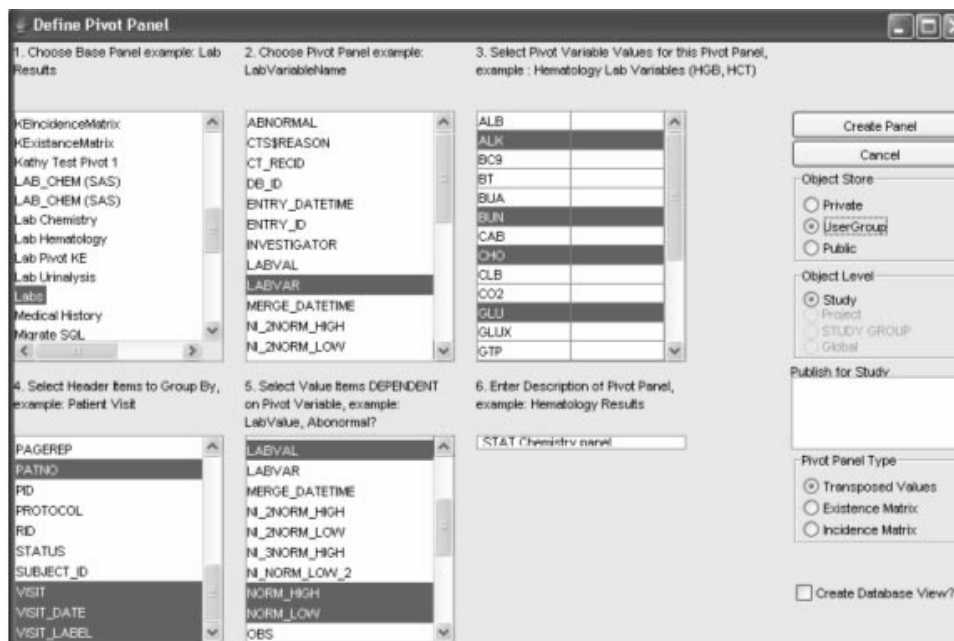 Define Pivot Panel
1. Choose Base Panel example: Lab
Results
KEIncidenceMatrix
KExistanceMatrix
Kathy Test Pivot 1
LAB_CHEM (SAS)
LAB_CHEM (SAS)
Lab Chemistry
Lab Hematology
Lab Pivot KE
Lab Urinalysis
Labs
Medical History
Migrate SQL
2. Choose Pivot Panel example:
LabVariableName
ABNORMAL
CTS$REASON
CT_RECID
DB_ID
ENTRY_DATETIME
ENTRY_ID
INVESTIGATOR
LABVAL
LABVAR
MERGE_DATETIME
NI_2NORM_HIGH
NI_2NORM_LOW
3. Select Pivot Variable Values for this Pivot Panel,
example : Hematology Lab Variables (HGB, HCT)
ALB
ALK
BC9
BT
BUA
BUN
CAB
CHO
CLB
CO2
GLU
GLUX
GTP
4. Select Header Items to Group By,
example: Patient Visit
PAGEREP
PATNO
PID
PROTOCOL
RID
STATUS
SUBJECT_ID
VISIT
VISIT_DATE
VISIT_LABEL
5. Select Value Items DEPENDENT
on Pivot Variable, example:
LabValue, Abonormal?
LABVAL
LABVAR
MERGE_DATETIME
NI_2NORM_HIGH
NI_2NORM_LOW
NI_3NORM_HIGH
NI_NORM_LOW_2
NORM_HIGH
NORM_LOW
OBS
6. Enter Description of Pivot Panel,
example: Hematology Results
STAT Chemistry panel
Create Panel
Cancel
Object Store
Private
UserGroup
Public
Object Level
Study
Project
STUDY GROUP
Global
Publish for Study
Pivot Panel Type
Transposed Values
Existence Matrix
Incidence Matrix
Create Database View?